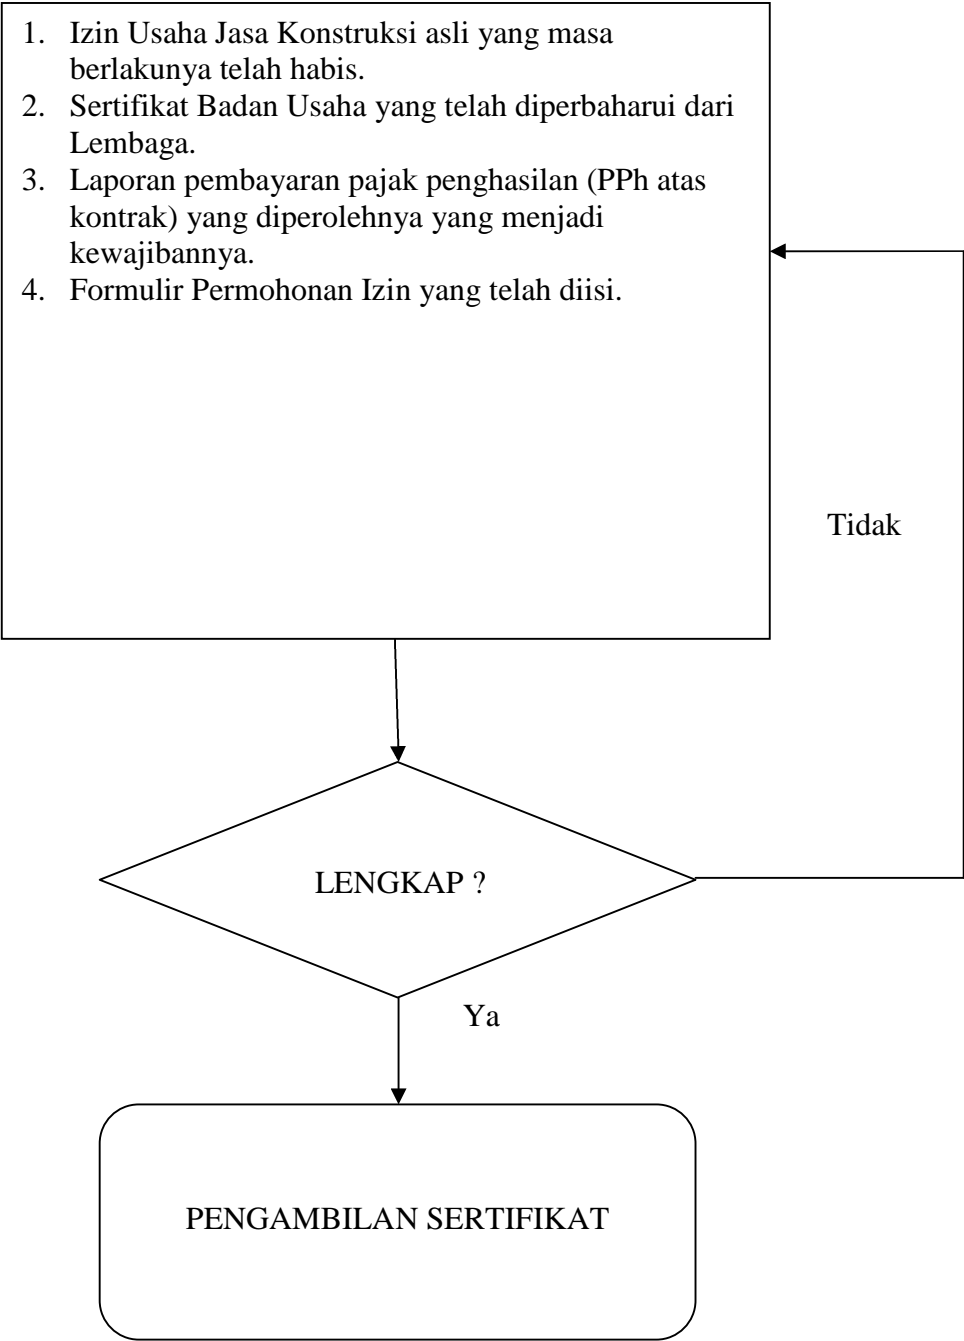 1. Izin Usaha Jasa Konstruksi asli yang masa
berlakunya telah habis.
2. Sertifikat Badan Usaha yang telah diperbaharui dari
Lembaga.
3. Laporan pembayaran pajak penghasilan (PPh atas
kontrak) yang diperolehnya yang menjadi
kewajibannya.
4. Formulir Permohonan Izin yang telah diisi.
Tidak
LENGKAP ?
Ya
PENGAMBILAN SERTIFIKAT